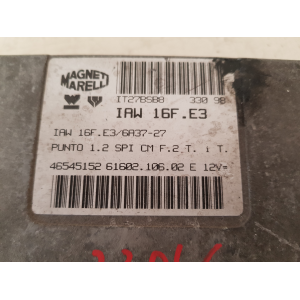 MAGNETI
MARELLI
IT27BSB8 330 98
IAW 16F.E3
IAW 16F.E3/6A37-27
PUNTO 1.2 SPI CM F.2 T. T.
46545152 61602.106.02 E 12V=